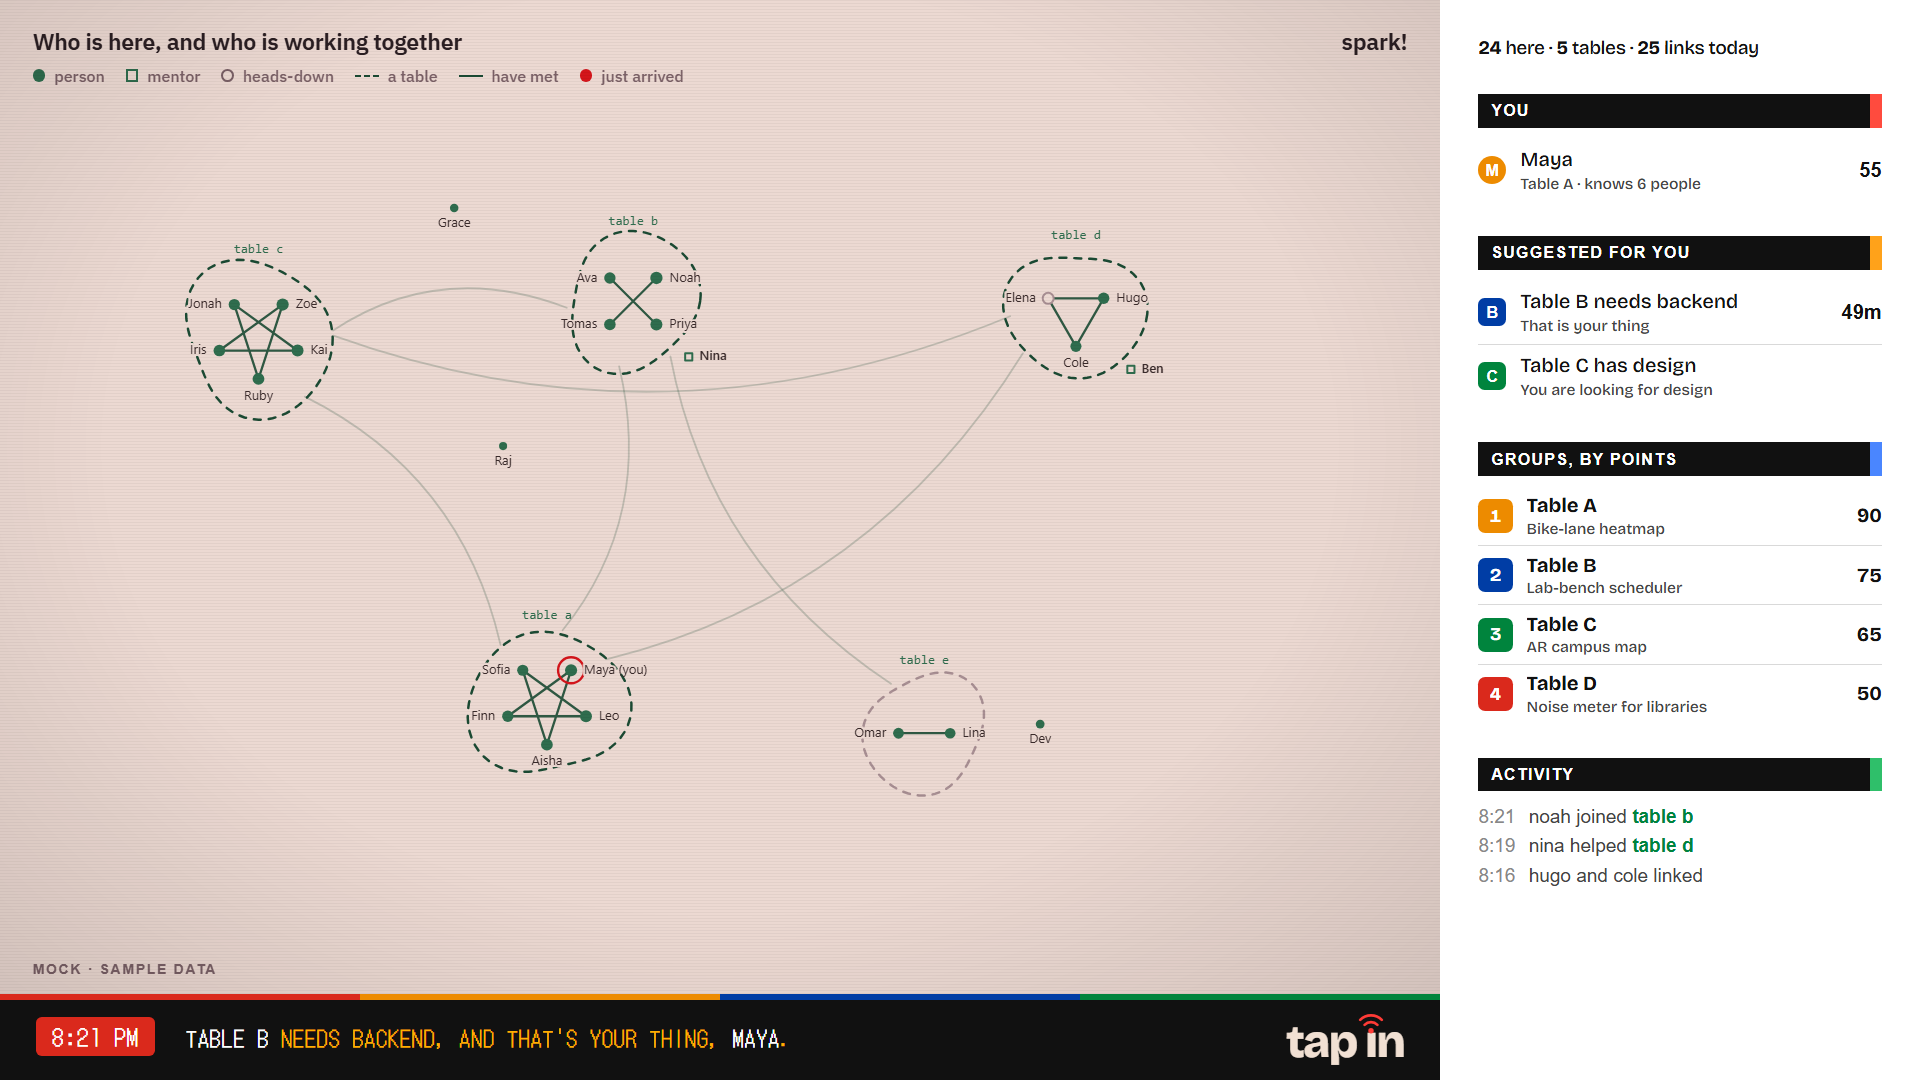 Who is here, and who is working together
spark!
person
mentor
heads-down
a table
have met
just arrived
Grace
table b
table c
table d
Ava
Noah
Jonah
Zoe
Elena
Hugo
Tomas
Priya
Iris
Kai
Nina
Cole
Ben
Ruby
Raj
table a
table e
Sofia
Maya (you)
Finn
Leo
Omar
Lina
Dev
Aisha
MOCK · SAMPLE DATA
8:21 PM
TABLE B NEEDS BACKEND, AND THAT'S YOUR THING, MAYA.
tap in
24 here · 5 tables · 25 links today
YOU
M
Maya
55
Table A · knows 6 people
SUGGESTED FOR YOU
B
Table B needs backend
49m
That is your thing
C
Table C has design
You are looking for design
GROUPS, BY POINTS
1
Table A
90
Bike-lane heatmap
2
Table B
75
Lab-bench scheduler
3
Table C
65
AR campus map
4
Table D
50
Noise meter for libraries
ACTIVITY
8:21 noah joined table b
8:19 nina helped table d
8:16 hugo and cole linked